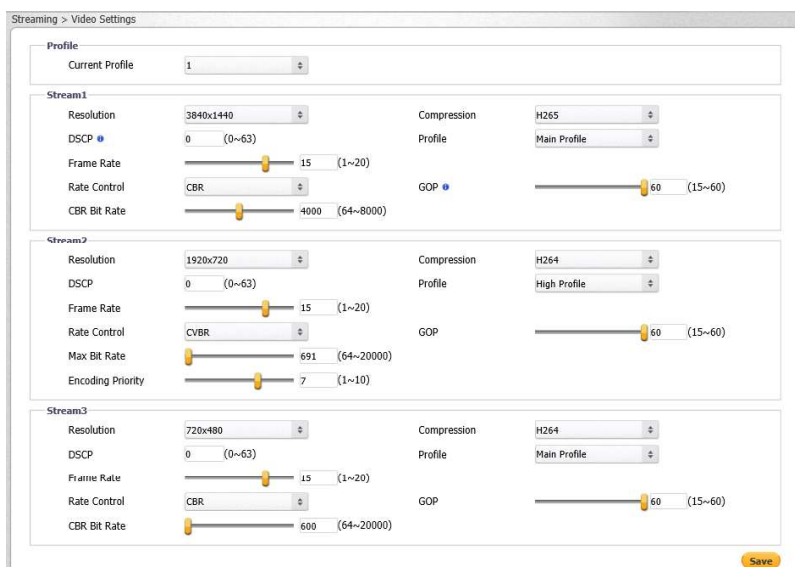 Streaming > Video Settings
Profile
Current Profile 1
Stream1
Resolution 3840x1440 Compression H265
DSCP 0 (0~63) Profile Main Profile
Frame Rate 15 (1~20)
Rate Control CBR GOP 60 (15~60)
CBR Bit Rate 4000 (64~8000)
Stream2
Resolution 1920x720 Compression H264
DSCP 0 (0~63) Profile High Profile
Frame Rate 15 (1~20)
Rate Control CVBR GOP 60 (15~60)
Max Bit Rate 691 (64~20000)
Encoding Priority 7 (1~10)
Stream3
Resolution 720x480 Compression H264
DSCP 0 (0~63) Profile Main Profile
Frame Rate 15 (1~20)
Rate Control CBR GOP 60 (15~60)
CBR Bit Rate 600 (64~20000)
Save